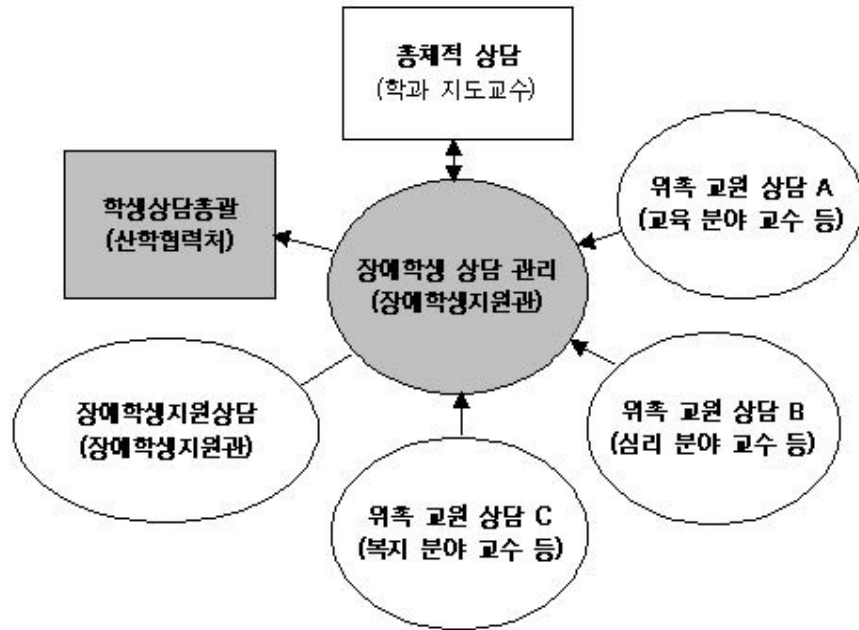 총체적 상담
(학과 지도교수)
위촉 교원 상담 A
(교육 분야 교수 등)
학생상담총괄
(산학협력처)
장애학생 상담 관리
(장애학생지원관)
장애학생지원상담
(장애학생지원관)
위촉 교원 상담 B
(심리 분야 교수 등)
위촉 교원 상담 C
(복지 분야 교수 등)